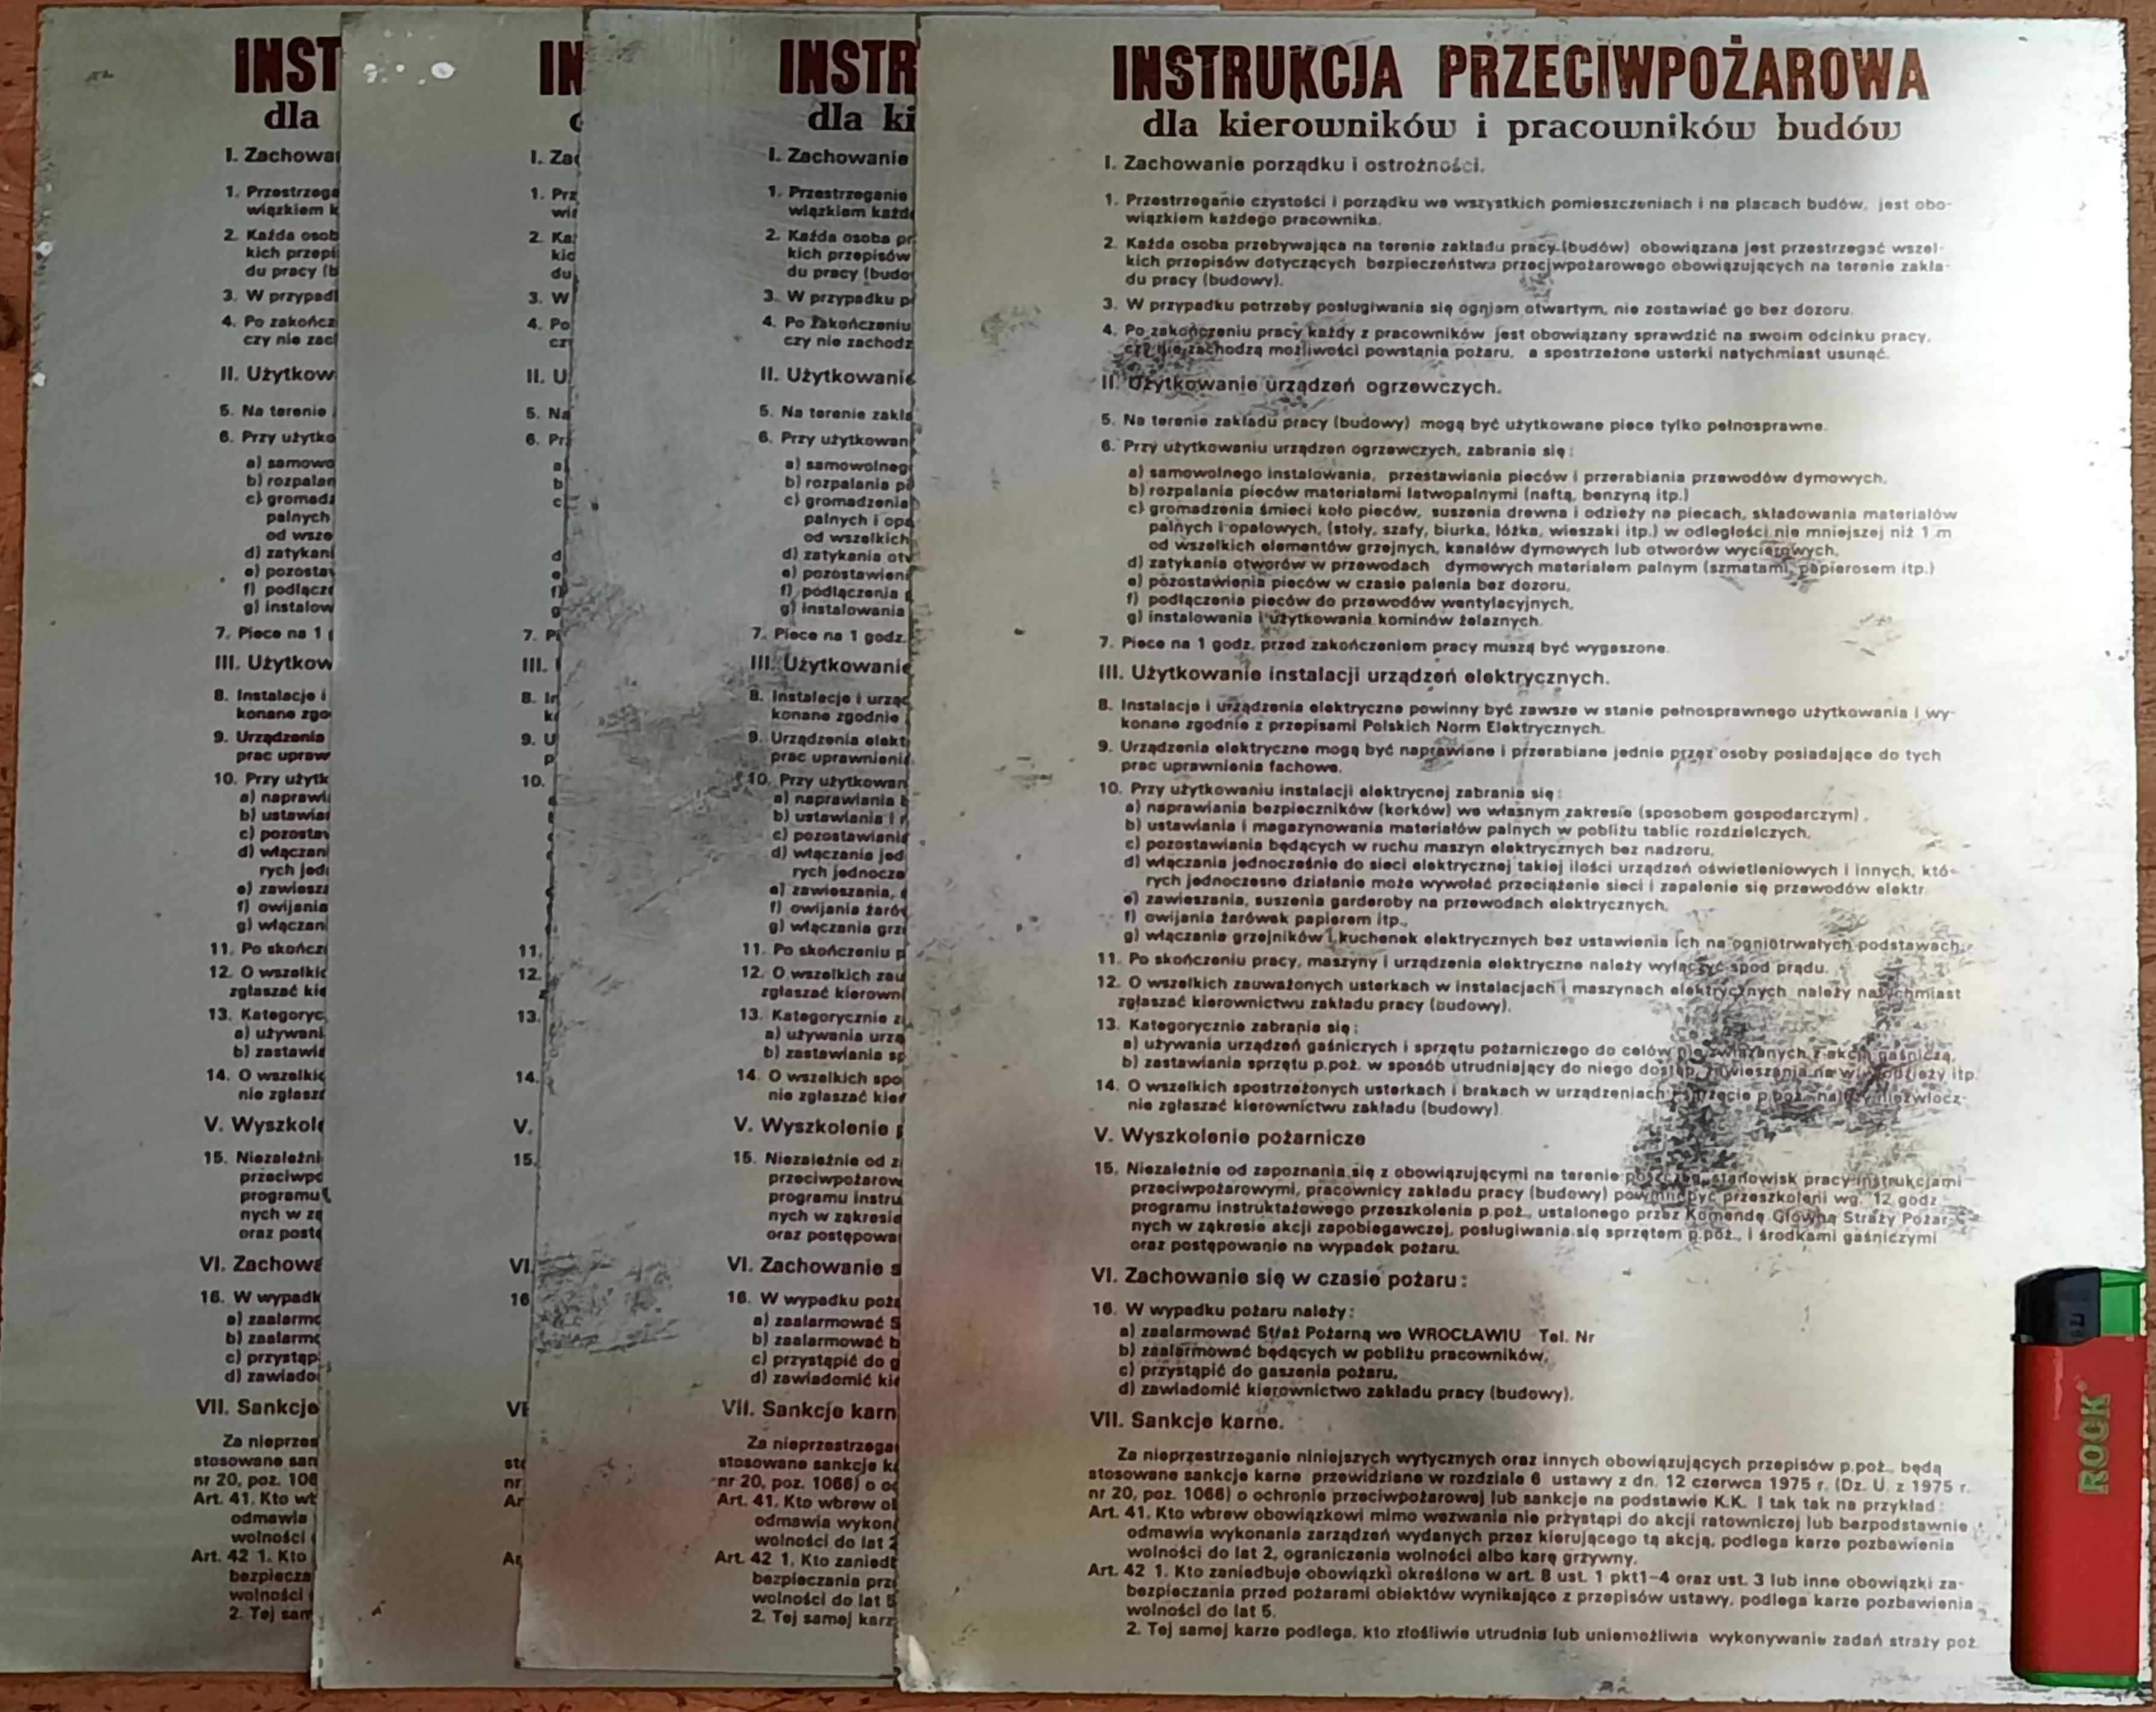 INSTRUKCJA PRZECIWPOŻAROWA
dla kierowników i pracowników budów
I. Zachowanie porządku i ostrożności.
1. Przestrzeganie czystości i porządku we wszystkich pomieszczeniach i na placach budów, jest obo-
wiązkiem każdego pracownika.
2. Każda osoba przebywająca na terenie zakładu pracy (budów) obowiązana jest przestrzegać wszel-
kich przepisów dotyczących bezpieczeństwa przeciwpożarowego obowiązujących na terenie zakła-
du pracy (budowy).
3. W przypadku potrzeby posługiwania się ogniem otwartym, nie zostawiać go bez dozoru.
4. Po zakończeniu pracy każdy z pracowników jest obowiązany sprawdzić na swoim odcinku pracy,
czy nie zachodzą możliwości powstania pożaru, a spostrzeżone usterki natychmiast usunąć.
II. Użytkowanie urządzeń ogrzewczych.
5. Na terenie zakładu pracy (budowy) mogą być użytkowane piece tylko pełnosprawne.
6. Przy użytkowaniu urządzeń ogrzewczych, zabrania się:
a) samowolnego instalowania, przestawiania pieców i przerabiania przewodów dymowych,
b) rozpalania pieców materiałami łatwopalnymi (naftą, benzyną itp.)
c) gromadzenia śmieci koło pieców, suszenia drewna i odzieży na piecach, składowania materiałów
palnych i opałowych, (stoły, szafy, biurka, łóżka, wieszaki itp.) w odległości nie mniejszej niż 1 m
od wszelkich elementów grzejnych, kanałów dymowych lub otworów wycierowych,
d) zatykania otworów w przewodach dymowych materiałem palnym (szmatami, papierosem itp.)
e) pozostawienia pieców w czasie palenia bez dozoru,
f) podłączenia pieców do przewodów wentylacyjnych,
g) instalowania i użytkowania kominów żelaznych.
7. Piece na 1 godz. przed zakończeniem pracy muszą być wygaszone.
III. Użytkowanie instalacji urządzeń elektrycznych.
8. Instalacje i urządzenia elektryczne powinny być zawsze w stanie pełnosprawnego użytkowania i wy-
konane zgodnie z przepisami Polskich Norm Elektrycznych.
9. Urządzenia elektryczne mogą być naprawiane i przerabiane jednie przez osoby posiadające do tych
prac uprawnienia fachowe.
10. Przy użytkowaniu instalacji elektrycnej zabrania się:
a) naprawiania bezpieczników (korków) we własnym zakresie (sposobem gospodarczym),
b) ustawiania i magazynowania materiałów palnych w pobliżu tablic rozdzielczych,
c) pozostawiania będących w ruchu maszyn elektrycznych bez nadzoru,
d) włączania jednocześnie do sieci elektrycznej takiej ilości urządzeń oświetleniowych i innych, któ-
rych jednoczesne działanie może wywołać przeciążenie sieci i zapalenie się przewodów elektr.
e) zawieszania, suszenia garderoby na przewodach elektrycznych,
f) owijania żarówek papierem itp.,
g) włączania grzejników i kuchenek elektrycznych bez ustawienia ich na ogniotrwałych podstawach.
11. Po skończeniu pracy, maszyny i urządzenia elektryczne należy wyłączyć spod prądu.
12. O wszelkich zauważonych usterkach w instalacjach i maszynach elektrycznych należy natychmiast
zgłaszać kierownictwu zakładu pracy (budowy).
13. Kategorycznie zabrania się:
a) używania urządzeń gaśniczych i sprzętu pożarniczego do celów nie związanych z akcją gaśniczą,
b) zastawiania sprzętu p.poż. w sposób utrudniający do niego dostęp, zawieszania na odzieży itp.
14. O wszelkich spostrzeżonych usterkach i brakach w urządzeniach i sprzęcie p.poż. należy niezwłocz-
nie zgłaszać kierownictwu zakładu (budowy)
V. Wyszkolenie pożarnicze
15. Niezależnie od zapoznania się z obowiązującymi na terenie stanowisk pracy instrukcjami
przeciwpożarowymi, pracownicy zakładu pracy (budowy) powinni być przeszkoleni wg. 12 godz.
programu instruktażowego przeszkolenia p.poż., ustalonego przez Komendę Główną Straży Pożar-
nych w zakresie akcji zapobiegawczej, posługiwania się sprzętem p.poż., i środkami gaśniczymi
oraz postępowanie na wypadek pożaru.
VI. Zachowanie się w czasie pożaru:
16. W wypadku pożaru należy:
a) zaalarmować Straż Pożarną we WROCŁAWIU Tel. Nr
b) zaalarmować będących w pobliżu pracowników,
c) przystąpić do gaszenia pożaru,
d) zawiadomić kierownictwo zakładu pracy (budowy).
VII. Sankcje karne.
Za nieprzestrzeganie niniejszych wytycznych oraz innych obowiązujących przepisów p.poż., będą
stosowane sankcje karne przewidziane w rozdziale 6 ustawy z dn. 12 czerwca 1975 r. (Dz. U. z 1975 r.
nr 20, poz. 1066) o ochronie przeciwpożarowej lub sankcje na podstawie K.K. I tak tak na przykład:
Art. 41. Kto wbrew obowiązkowi mimo wezwania nie przystąpi do akcji ratowniczej lub bezpodstawnie
odmawia wykonania zarządzeń wydanych przez kierującego tą akcją, podlega karze pozbawienia
wolności do lat 2, ograniczenia wolności albo karę grzywny.
Art. 42 1. Kto zaniedbuje obowiązki określone w art. 8 ust. 1 pkt1-4 oraz ust. 3 lub inne obowiązki za-
bezpieczania przed pożarami obiektów wynikające z przepisów ustawy, podlega karze pozbawienia
wolności do lat 5.
2. Tej samej karze podlega, kto złośliwie utrudnia lub uniemożliwia wykonywanie zadań straży poż.
ROCK